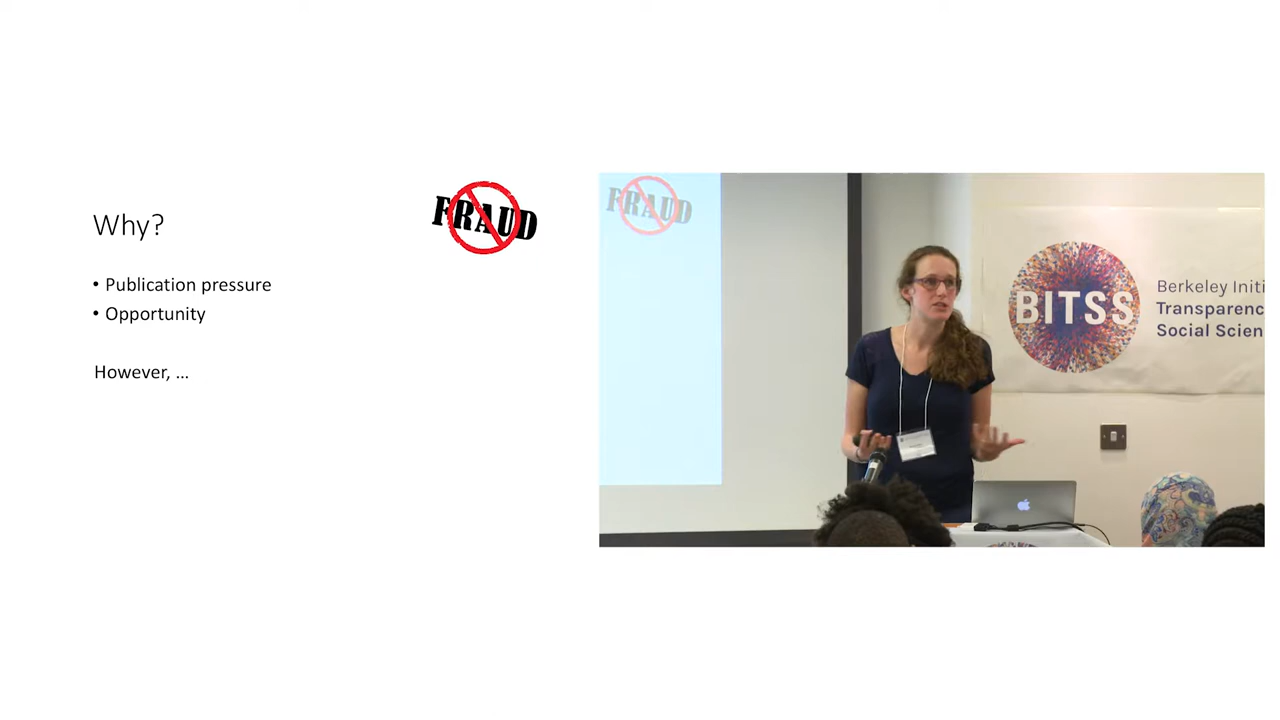 Why?
FRAUD
• Publication pressure
• Opportunity
However, ...
FRAUD
BITSS
Berkeley Initi
Transparenc
Social Scien